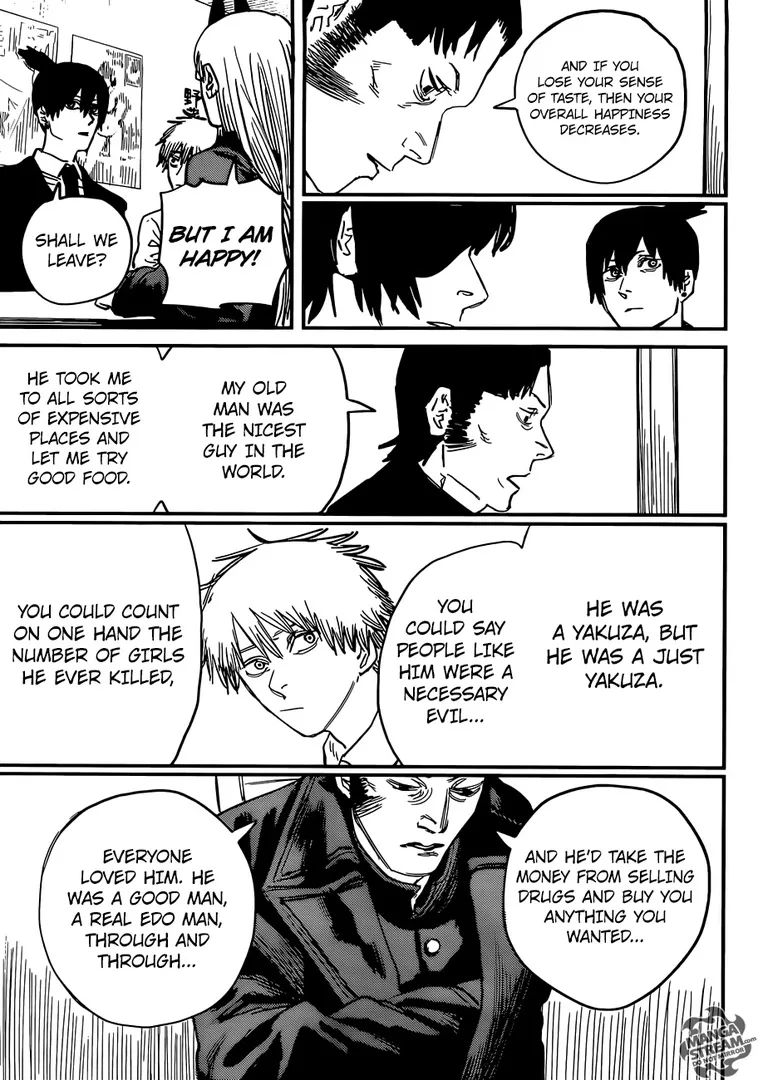 AND IF YOU
LOSE YOUR SENSE
OF TASTE, THEN YOUR
OVERALL HAPPINESS
DECREASES.
BUT I AM
HAPPY!
SHALL WE
LEAVE?
MY OLD
MAN WAS
THE NICEST
GUY IN THE
WORLD.
HE TOOK ME
TO ALL SORTS
OF EXPENSIVE
PLACES AND
LET ME TRY
GOOD FOOD.
HE WAS
A YAKUZA, BUT
HE WAS A JUST
YAKUZA.
YOU
COULD SAY
PEOPLE LIKE
HIM WERE A
NECESSARY
EVIL...
YOU COULD COUNT
ON ONE HAND THE
NUMBER OF GIRLS
HE EVER KILLED,
AND HE'D TAKE THE
MONEY FROM SELLING
DRUGS AND BUY YOU
ANYTHING YOU
WANTED...
EVERYONE
LOVED HIM. HE
WAS A GOOD MAN,
A REAL EDO MAN,
THROUGH AND
THROUGH...
MANGA
STREAM.com
DO NOT MIRROR